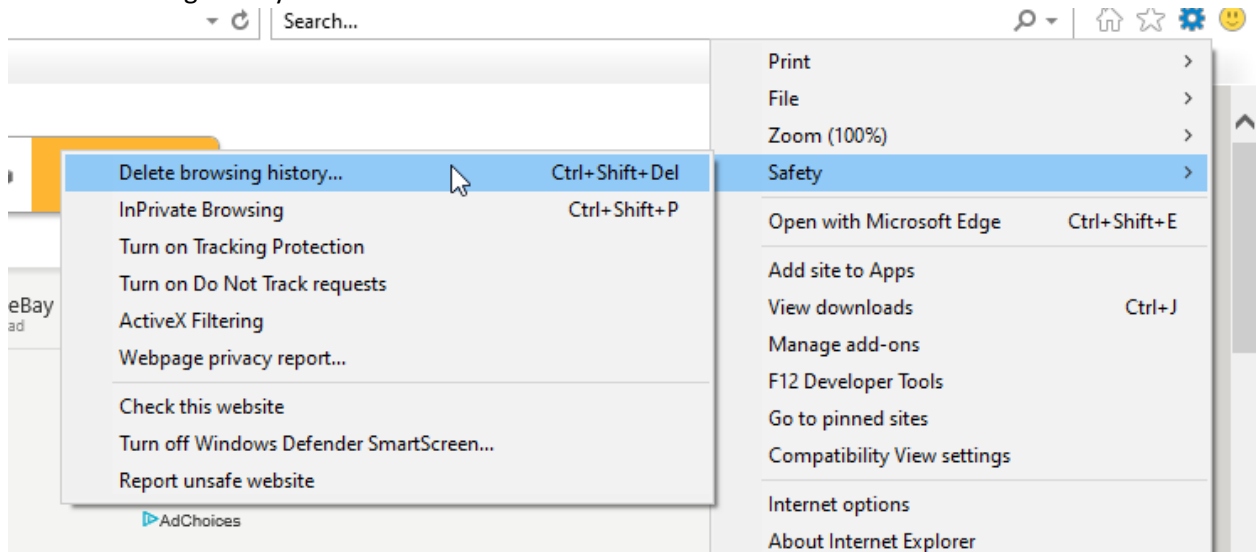 Search...
Print
File
Zoom (100%)
Safety
Delete browsing history... Ctrl+Shift+Del
InPrivate Browsing Ctrl+Shift+P
Turn on Tracking Protection
Turn on Do Not Track requests
ActiveX Filtering
Webpage privacy report...
Check this website
Turn off Windows Defender SmartScreen...
Report unsafe website
Open with Microsoft Edge Ctrl+Shift+E
Add site to Apps
View downloads Ctrl+J
Manage add-ons
F12 Developer Tools
Go to pinned sites
Compatibility View settings
Internet options
About Internet Explorer
eBay
ad
AdChoices